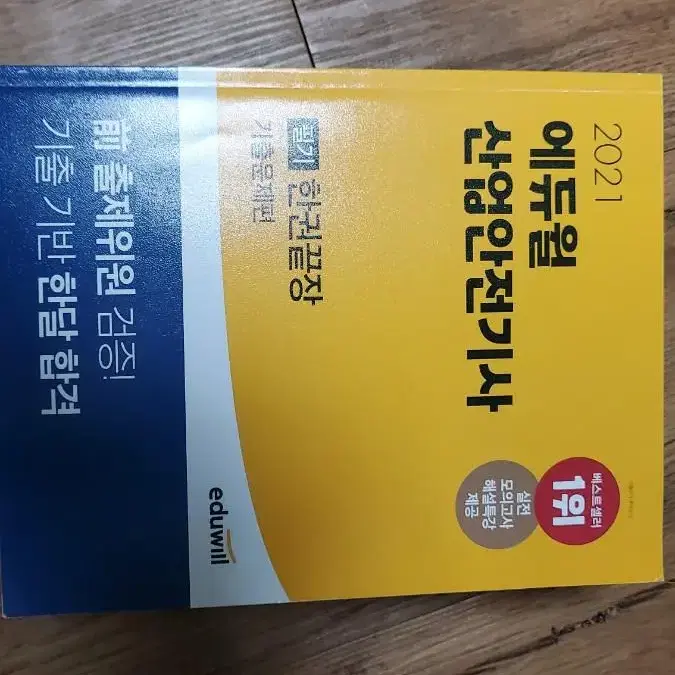 2021
에듀윌
산업안전기사
필기 한권끝장
기출문제편
베스트셀러
1위
실전
모의고사
해설특강
제공
前 출제위원 검증!
기출 기반 한달 합격
eduwill